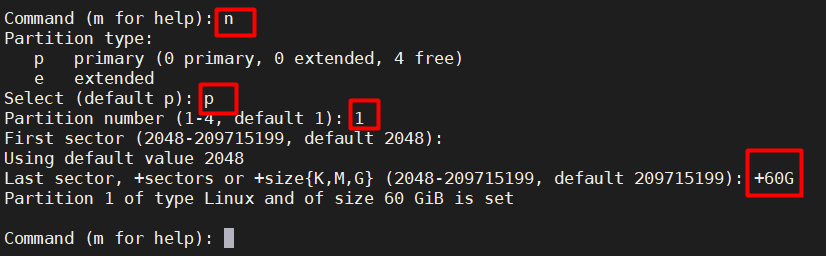 Command (m for help): n
Partition type:
   p   primary (0 primary, 0 extended, 4 free)
   e   extended
Select (default p): p
Partition number (1-4, default 1): 1
First sector (2048-209715199, default 2048):
Using default value 2048
Last sector, +sectors or +size{K,M,G} (2048-209715199, default 209715199): +60G
Partition 1 of type Linux and of size 60 GiB is set
Command (m for help):